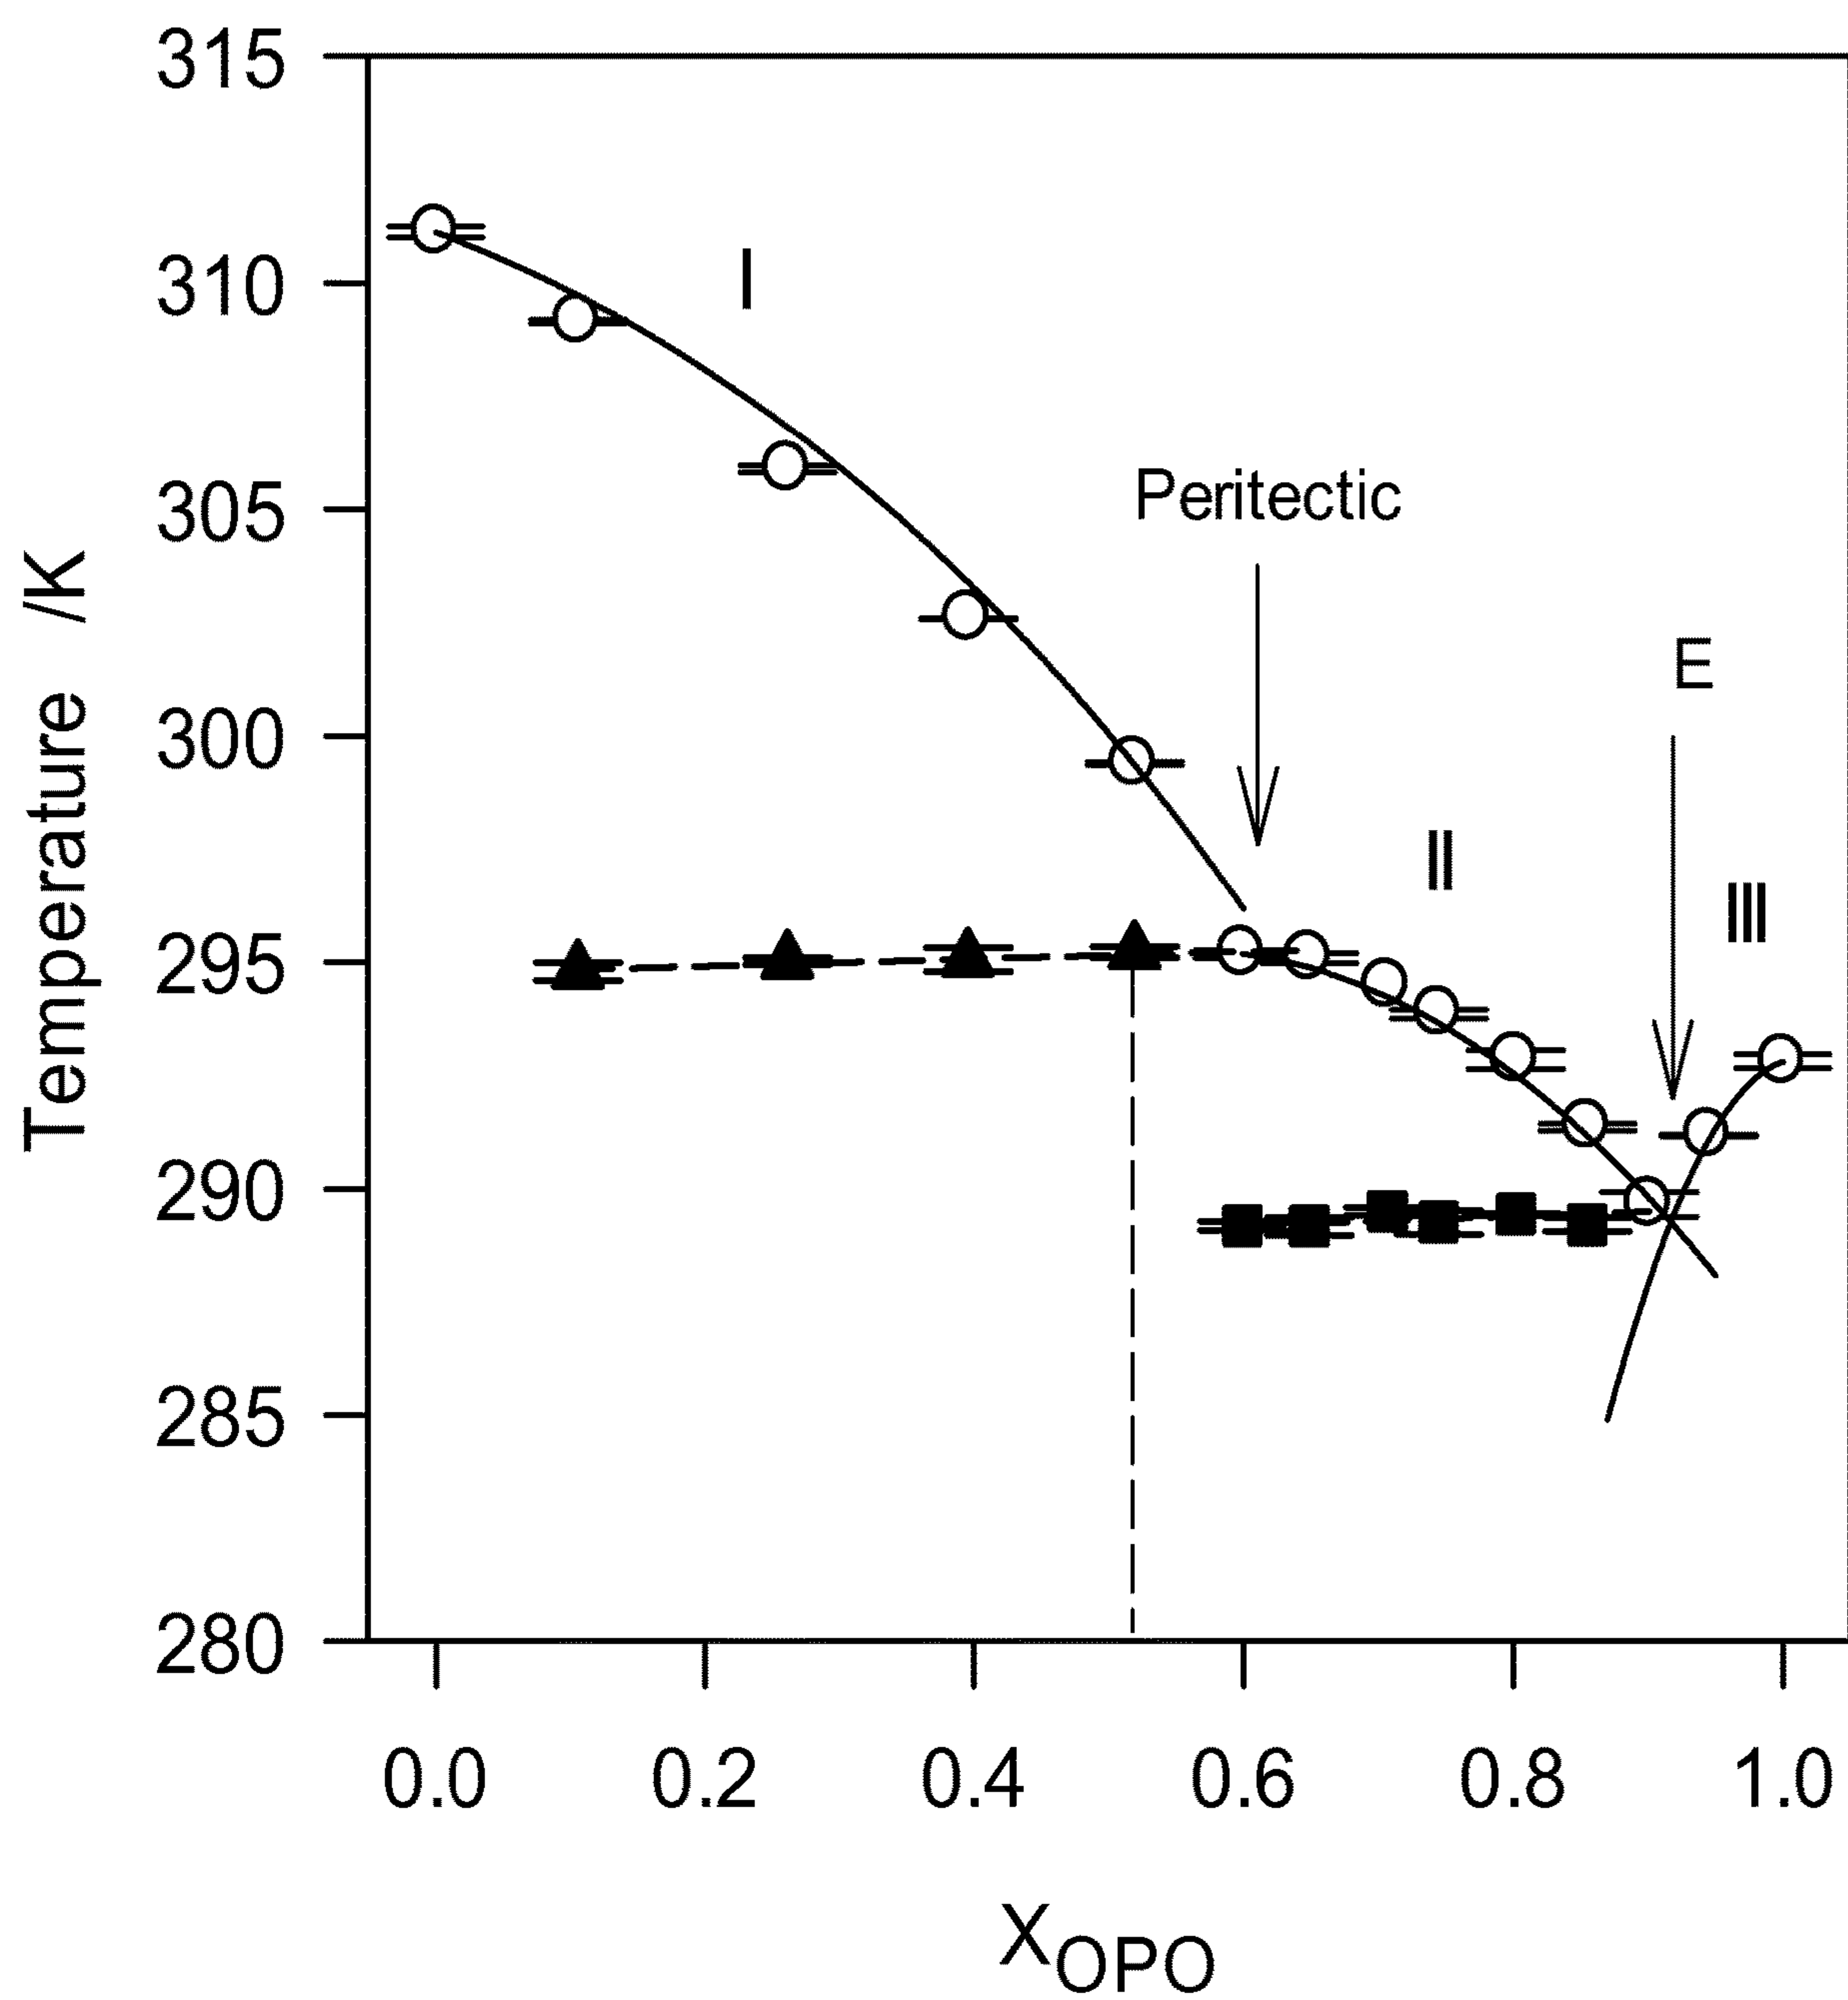 315
310
305
300
295
290
285
280
Temperature /K
I
Peritectic
E
II
III
0.0 0.2 0.4 0.6 0.8 1.0
XOPO